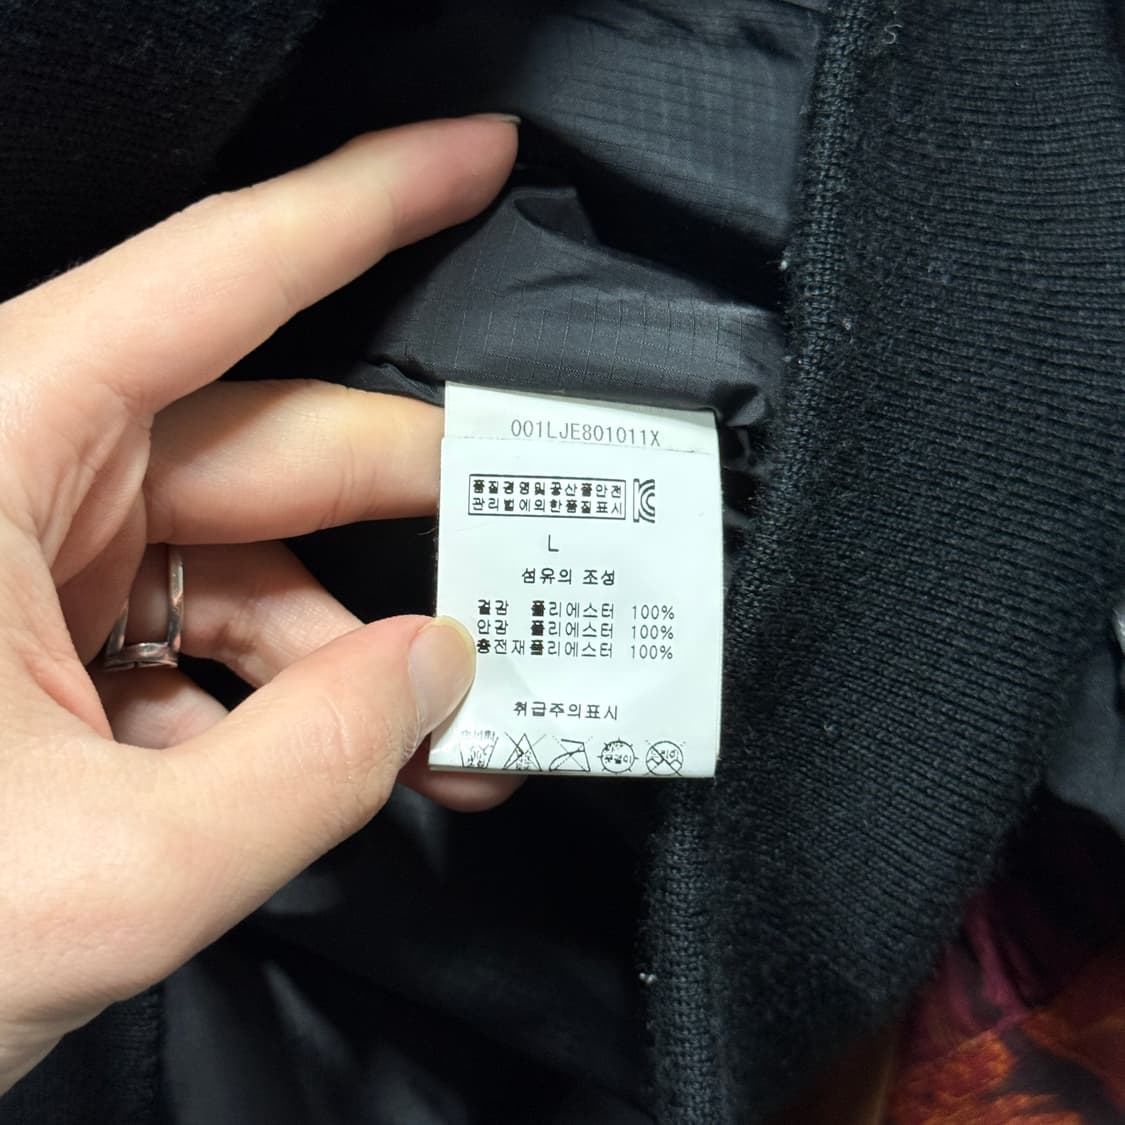 001LJE801011X
품질경영및공산품안전
관리법에의한품질표시
L
섬유의 조성
겉감 폴리에스터 100%
안감 폴리에스터 100%
충전재폴리에스터 100%
취급주의표시